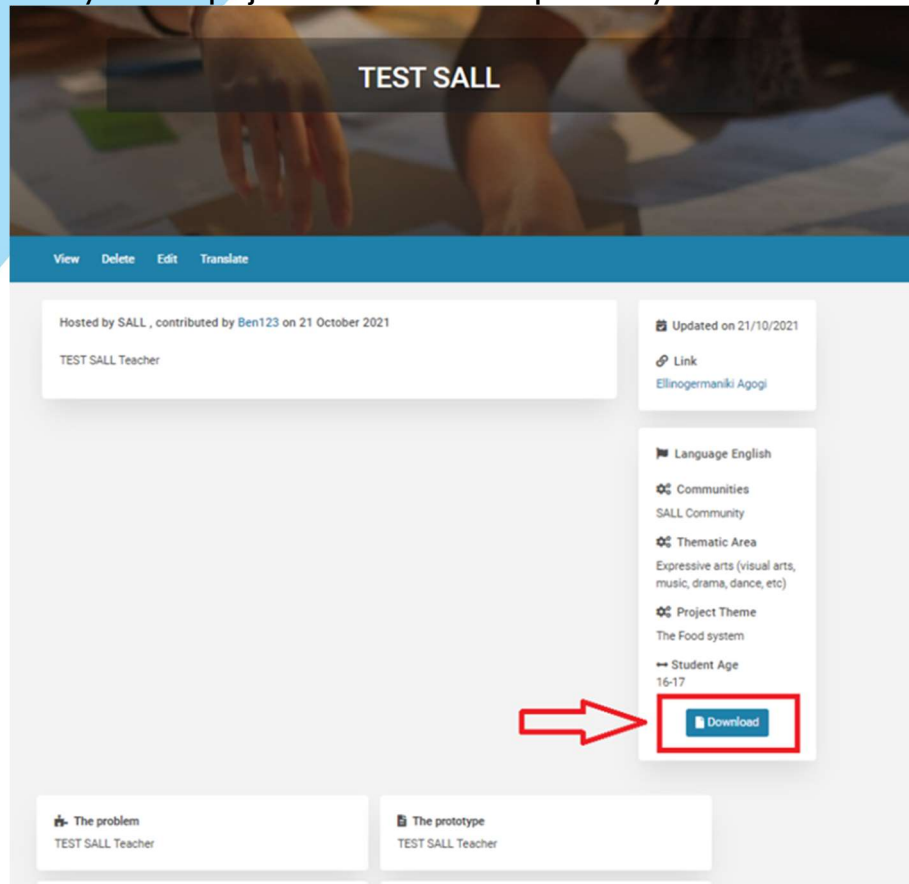 TEST SALL
View Delete Edit Translate
Hosted by SALL , contributed by Ben123 on 21 October 2021
TEST SALL Teacher
Updated on 21/10/2021
Link
Ellinogermaniki Agogi
Language English
Communities
SALL Community
Thematic Area
Expressive arts (visual arts,
music, drama, dance, etc)
Project Theme
The Food system
Student Age
16-17
Download
The problem
TEST SALL Teacher
The prototype
TEST SALL Teacher